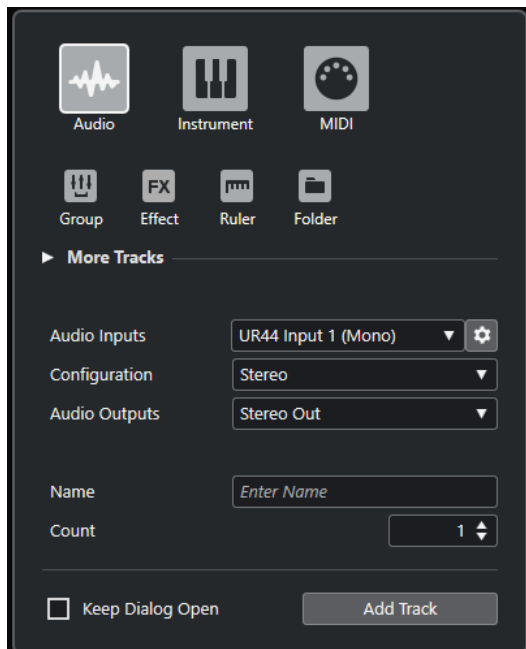 Audio Instrument MIDI
FX
Group Effect Ruler Folder
More Tracks
Audio Inputs UR44 Input 1 (Mono)
Configuration Stereo
Audio Outputs Stereo Out
Name Enter Name
Count 1
Keep Dialog Open Add Track